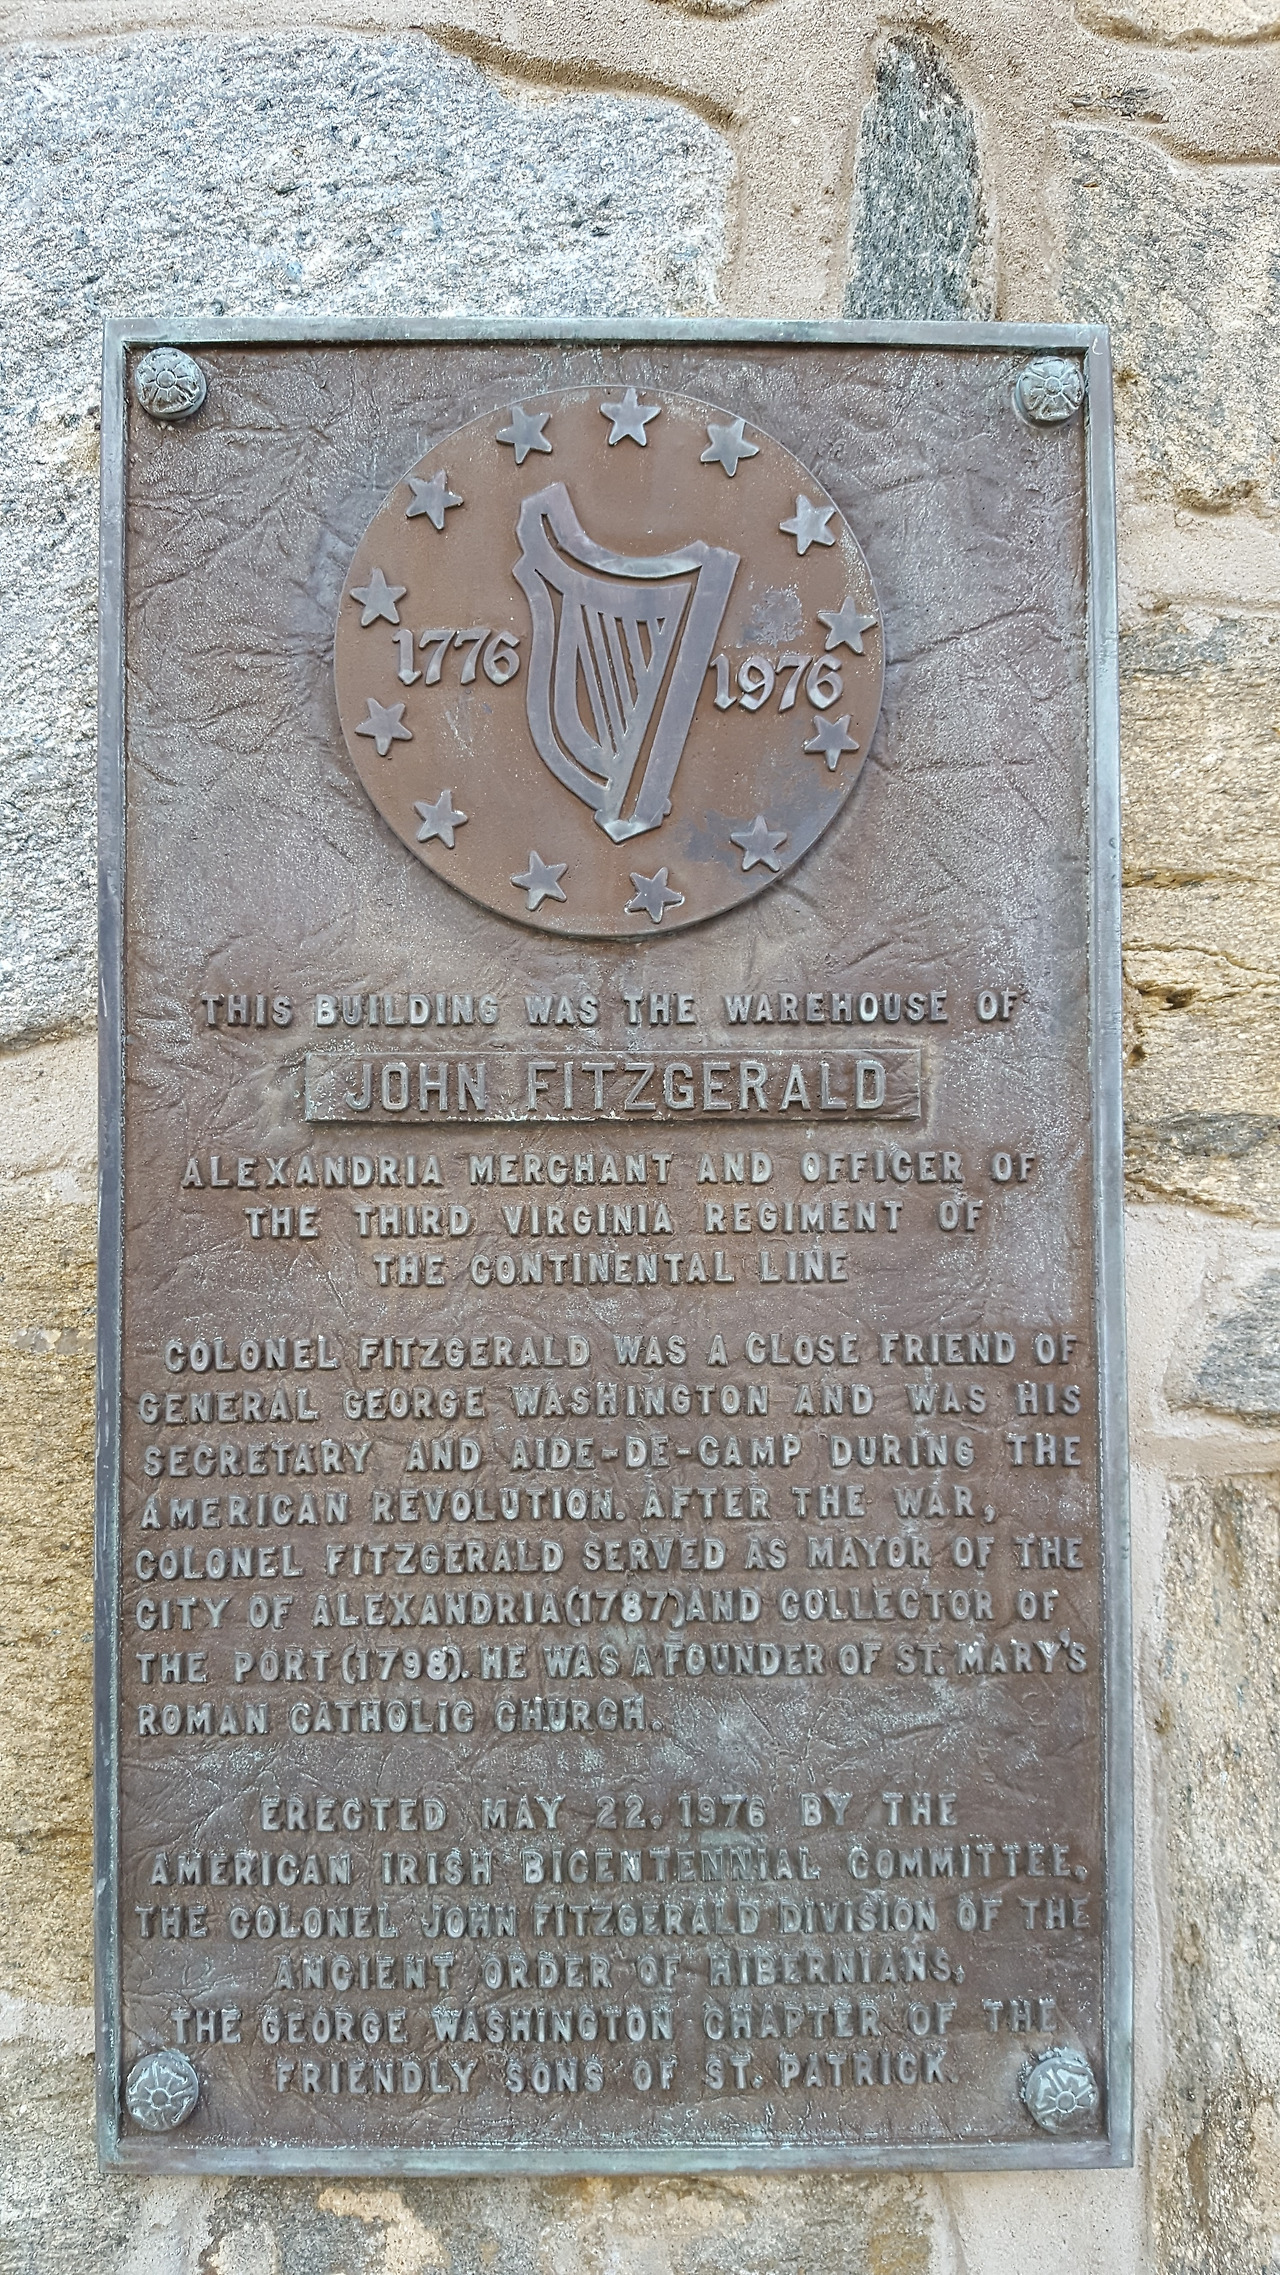 1776 1976
THIS BUILDING WAS THE WAREHOUSE OF
JOHN FITZGERALD
ALEXANDRIA MERCHANT AND OFFICER OF
THE THIRD VIRGINIA REGIMENT OF
THE CONTINENTAL LINE
COLONEL FITZGERALD WAS A CLOSE FRIEND OF
GENERAL GEORGE WASHINGTON AND WAS HIS
SECRETARY AND AIDE-DE-CAMP DURING THE
AMERICAN REVOLUTION. AFTER THE WAR,
COLONEL FITZGERALD SERVED AS MAYOR OF THE
CITY OF ALEXANDRIA(1787)AND COLLECTOR OF
THE PORT(1798). HE WAS A FOUNDER OF ST. MARY'S
ROMAN CATHOLIC CHURCH.
ERECTED MAY 22, 1976 BY THE
AMERICAN IRISH BICENTENNIAL COMMITTEE,
THE COLONEL JOHN FITZGERALD DIVISION OF THE
ANCIENT ORDER OF HIBERNIANS,
THE GEORGE WASHINGTON CHAPTER OF THE
FRIENDLY SONS OF ST. PATRICK